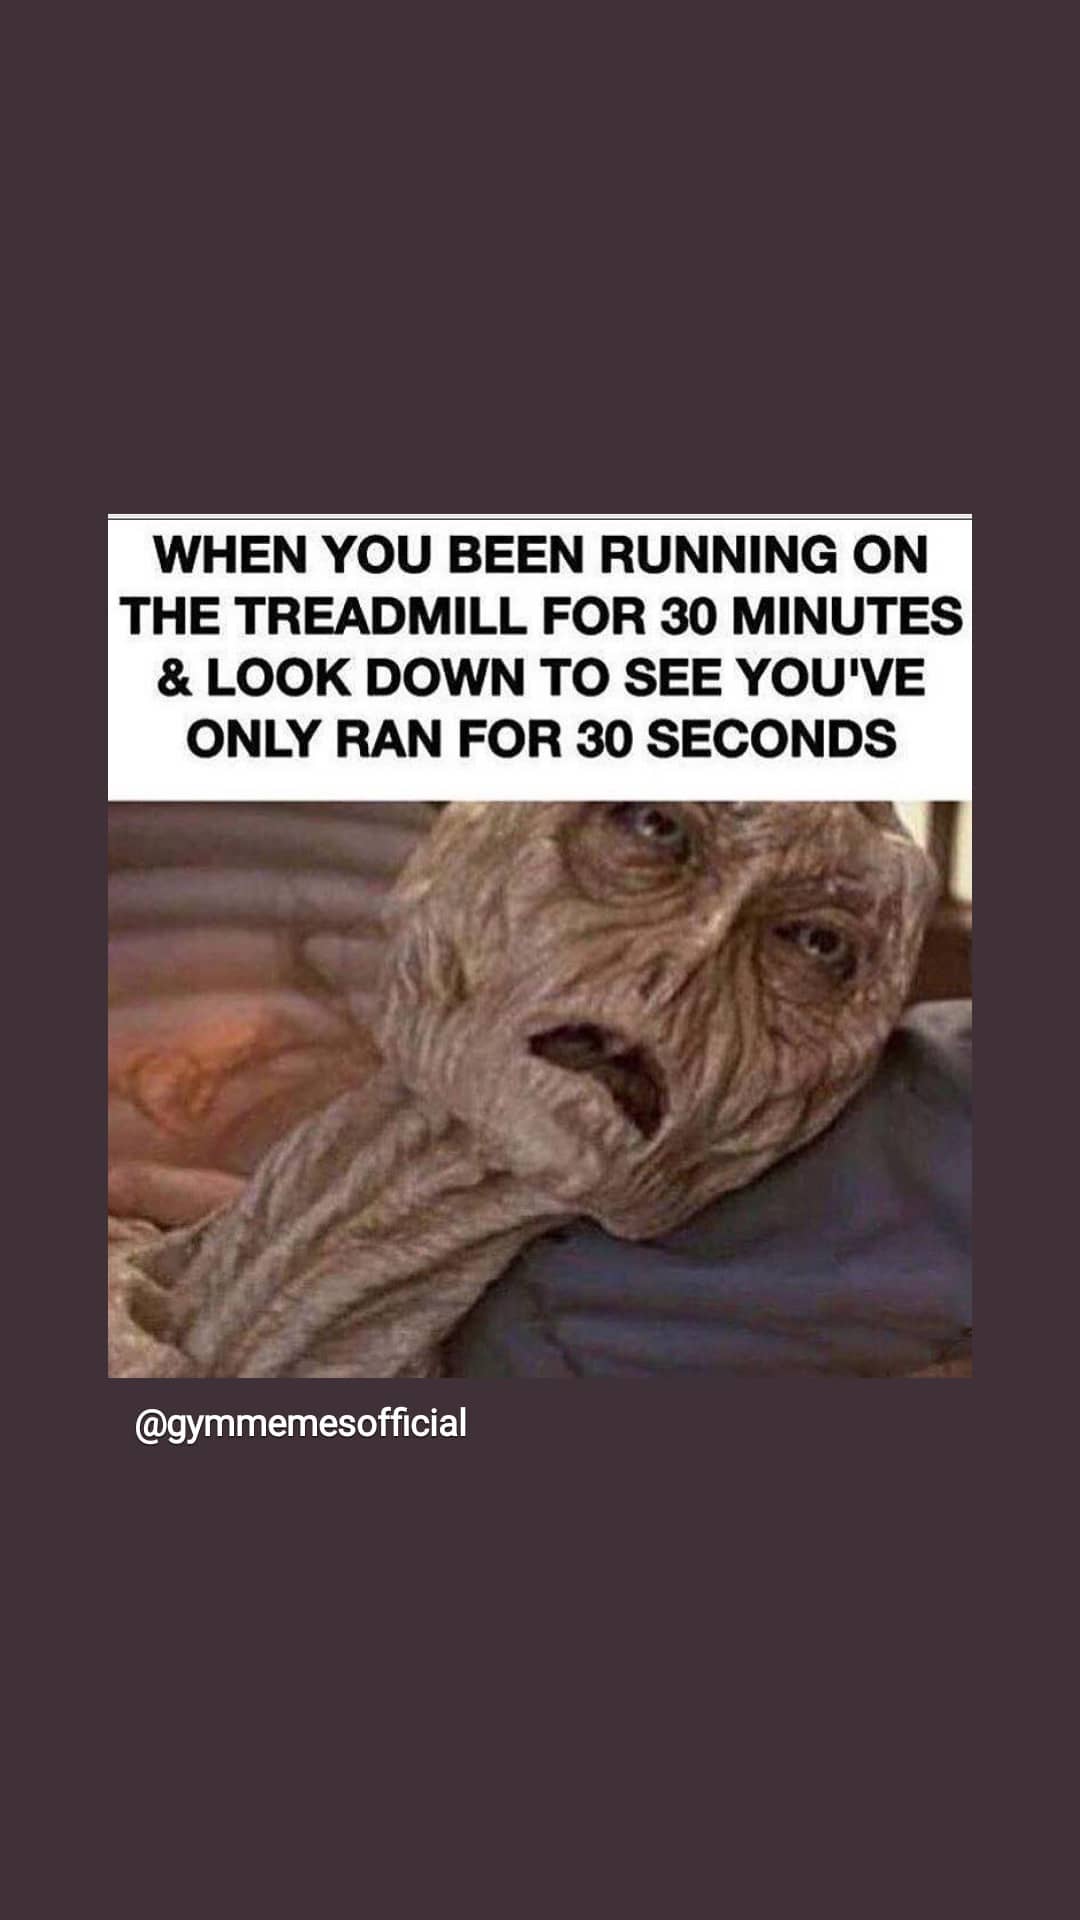 WHEN YOU BEEN RUNNING ON
THE TREADMILL FOR 30 MINUTES
& LOOK DOWN TO SEE YOU'VE
ONLY RAN FOR 30 SECONDS
@gymmemesofficial